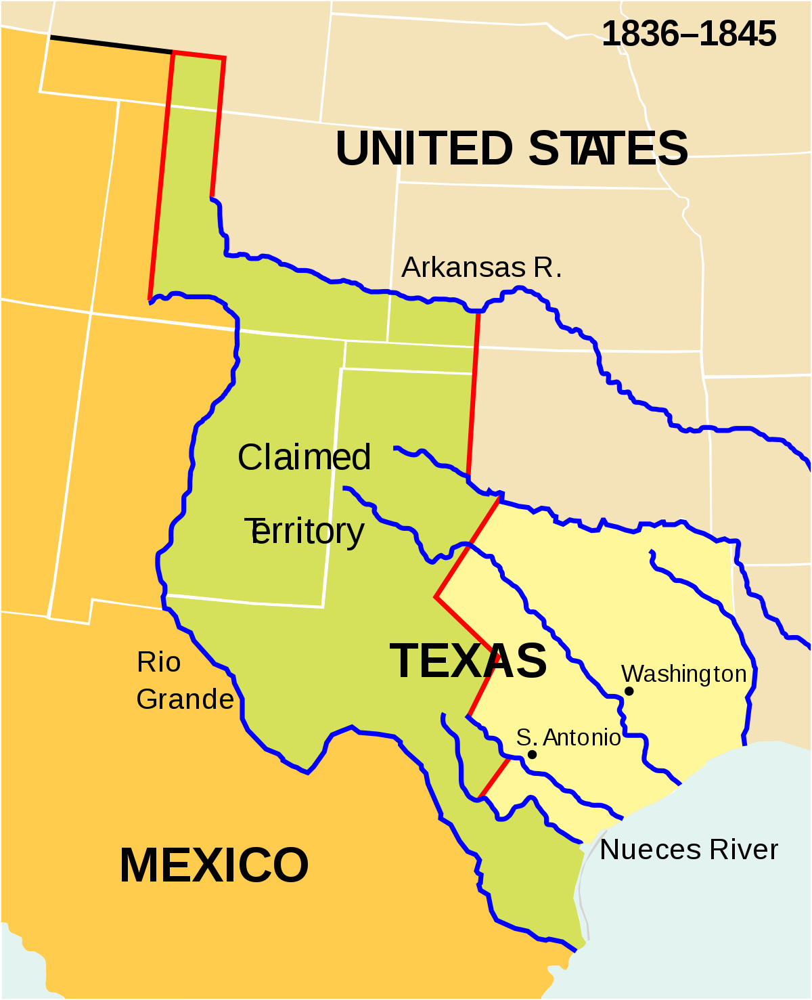 1836–1845
UNITED STATES
Arkansas R.
Claimed
Territory
TEXAS
Rio
Grande
Washington
S. Antonio
MEXICO
Nueces River